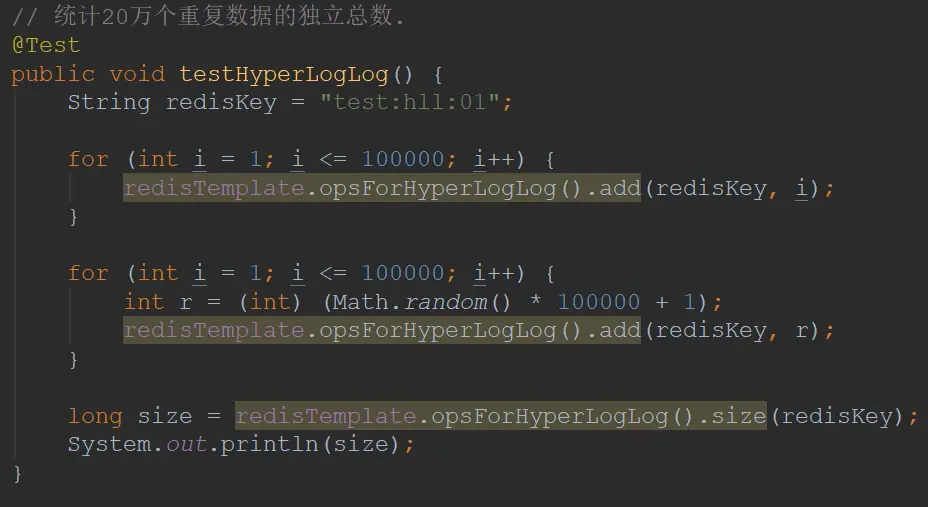 // 统计20万个重复数据的独立总数.
@Test
public void testHyperLogLog() {
    String redisKey = "test:hll:01";
    for (int i = 1; i <= 100000; i++) {
        redisTemplate.opsForHyperLogLog().add(redisKey, i);
    }
    for (int i = 1; i <= 100000; i++) {
        int r = (int) (Math.random() * 100000 + 1);
        redisTemplate.opsForHyperLogLog().add(redisKey, r);
    }
    long size = redisTemplate.opsForHyperLogLog().size(redisKey);
    System.out.println(size);
}